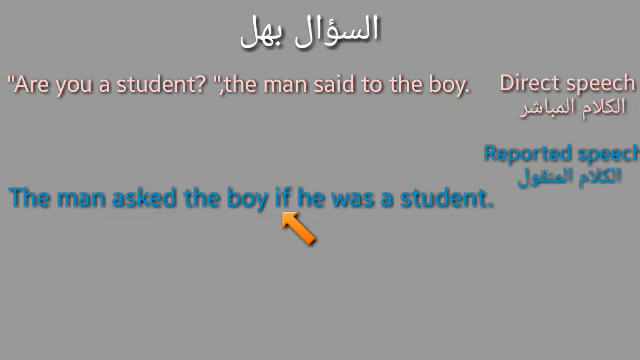 السؤال بهل
"Are you a student? ",the man said to the boy.
Direct speech
الكلام المباشر
Reported speech
الكلام المنقول
The man asked the boy if he was a student.